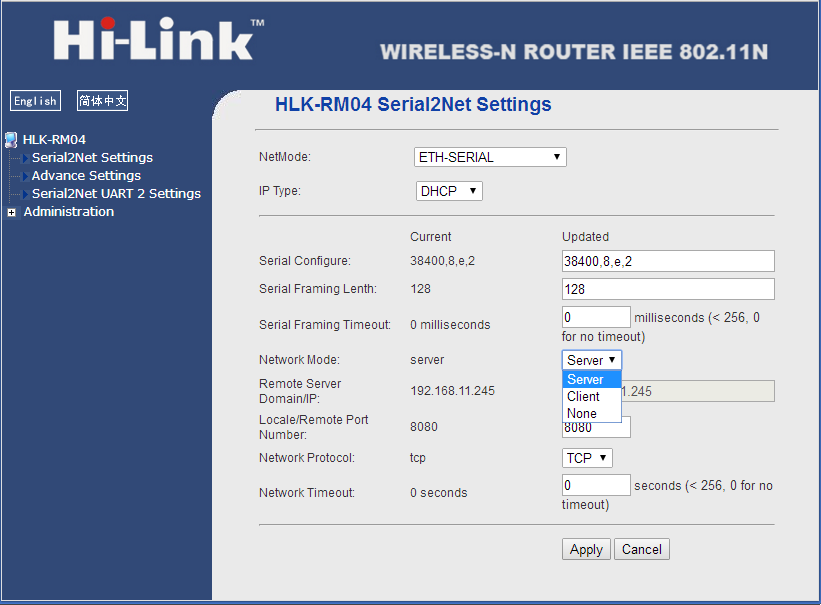 Hi-Link™
WIRELESS-N ROUTER IEEE 802.11N
English 简体中文
HLK-RM04
Serial2Net Settings
Advance Settings
Serial2Net UART 2 Settings
Administration
HLK-RM04 Serial2Net Settings
NetMode: ETH-SERIAL
IP Type: DHCP
Current Updated
Serial Configure: 38400,8,e,2 38400,8,e,2
Serial Framing Lenth: 128 128
Serial Framing Timeout: 0 milliseconds 0 milliseconds (< 256, 0
for no timeout)
Network Mode: server Server
Server
Client
None
Remote Server
Domain/IP: 192.168.11.245 1.245
Locale/Remote Port
Number: 8080 8080
Network Protocol: tcp TCP
Network Timeout: 0 seconds 0 seconds (< 256, 0 for no
timeout)
Apply Cancel